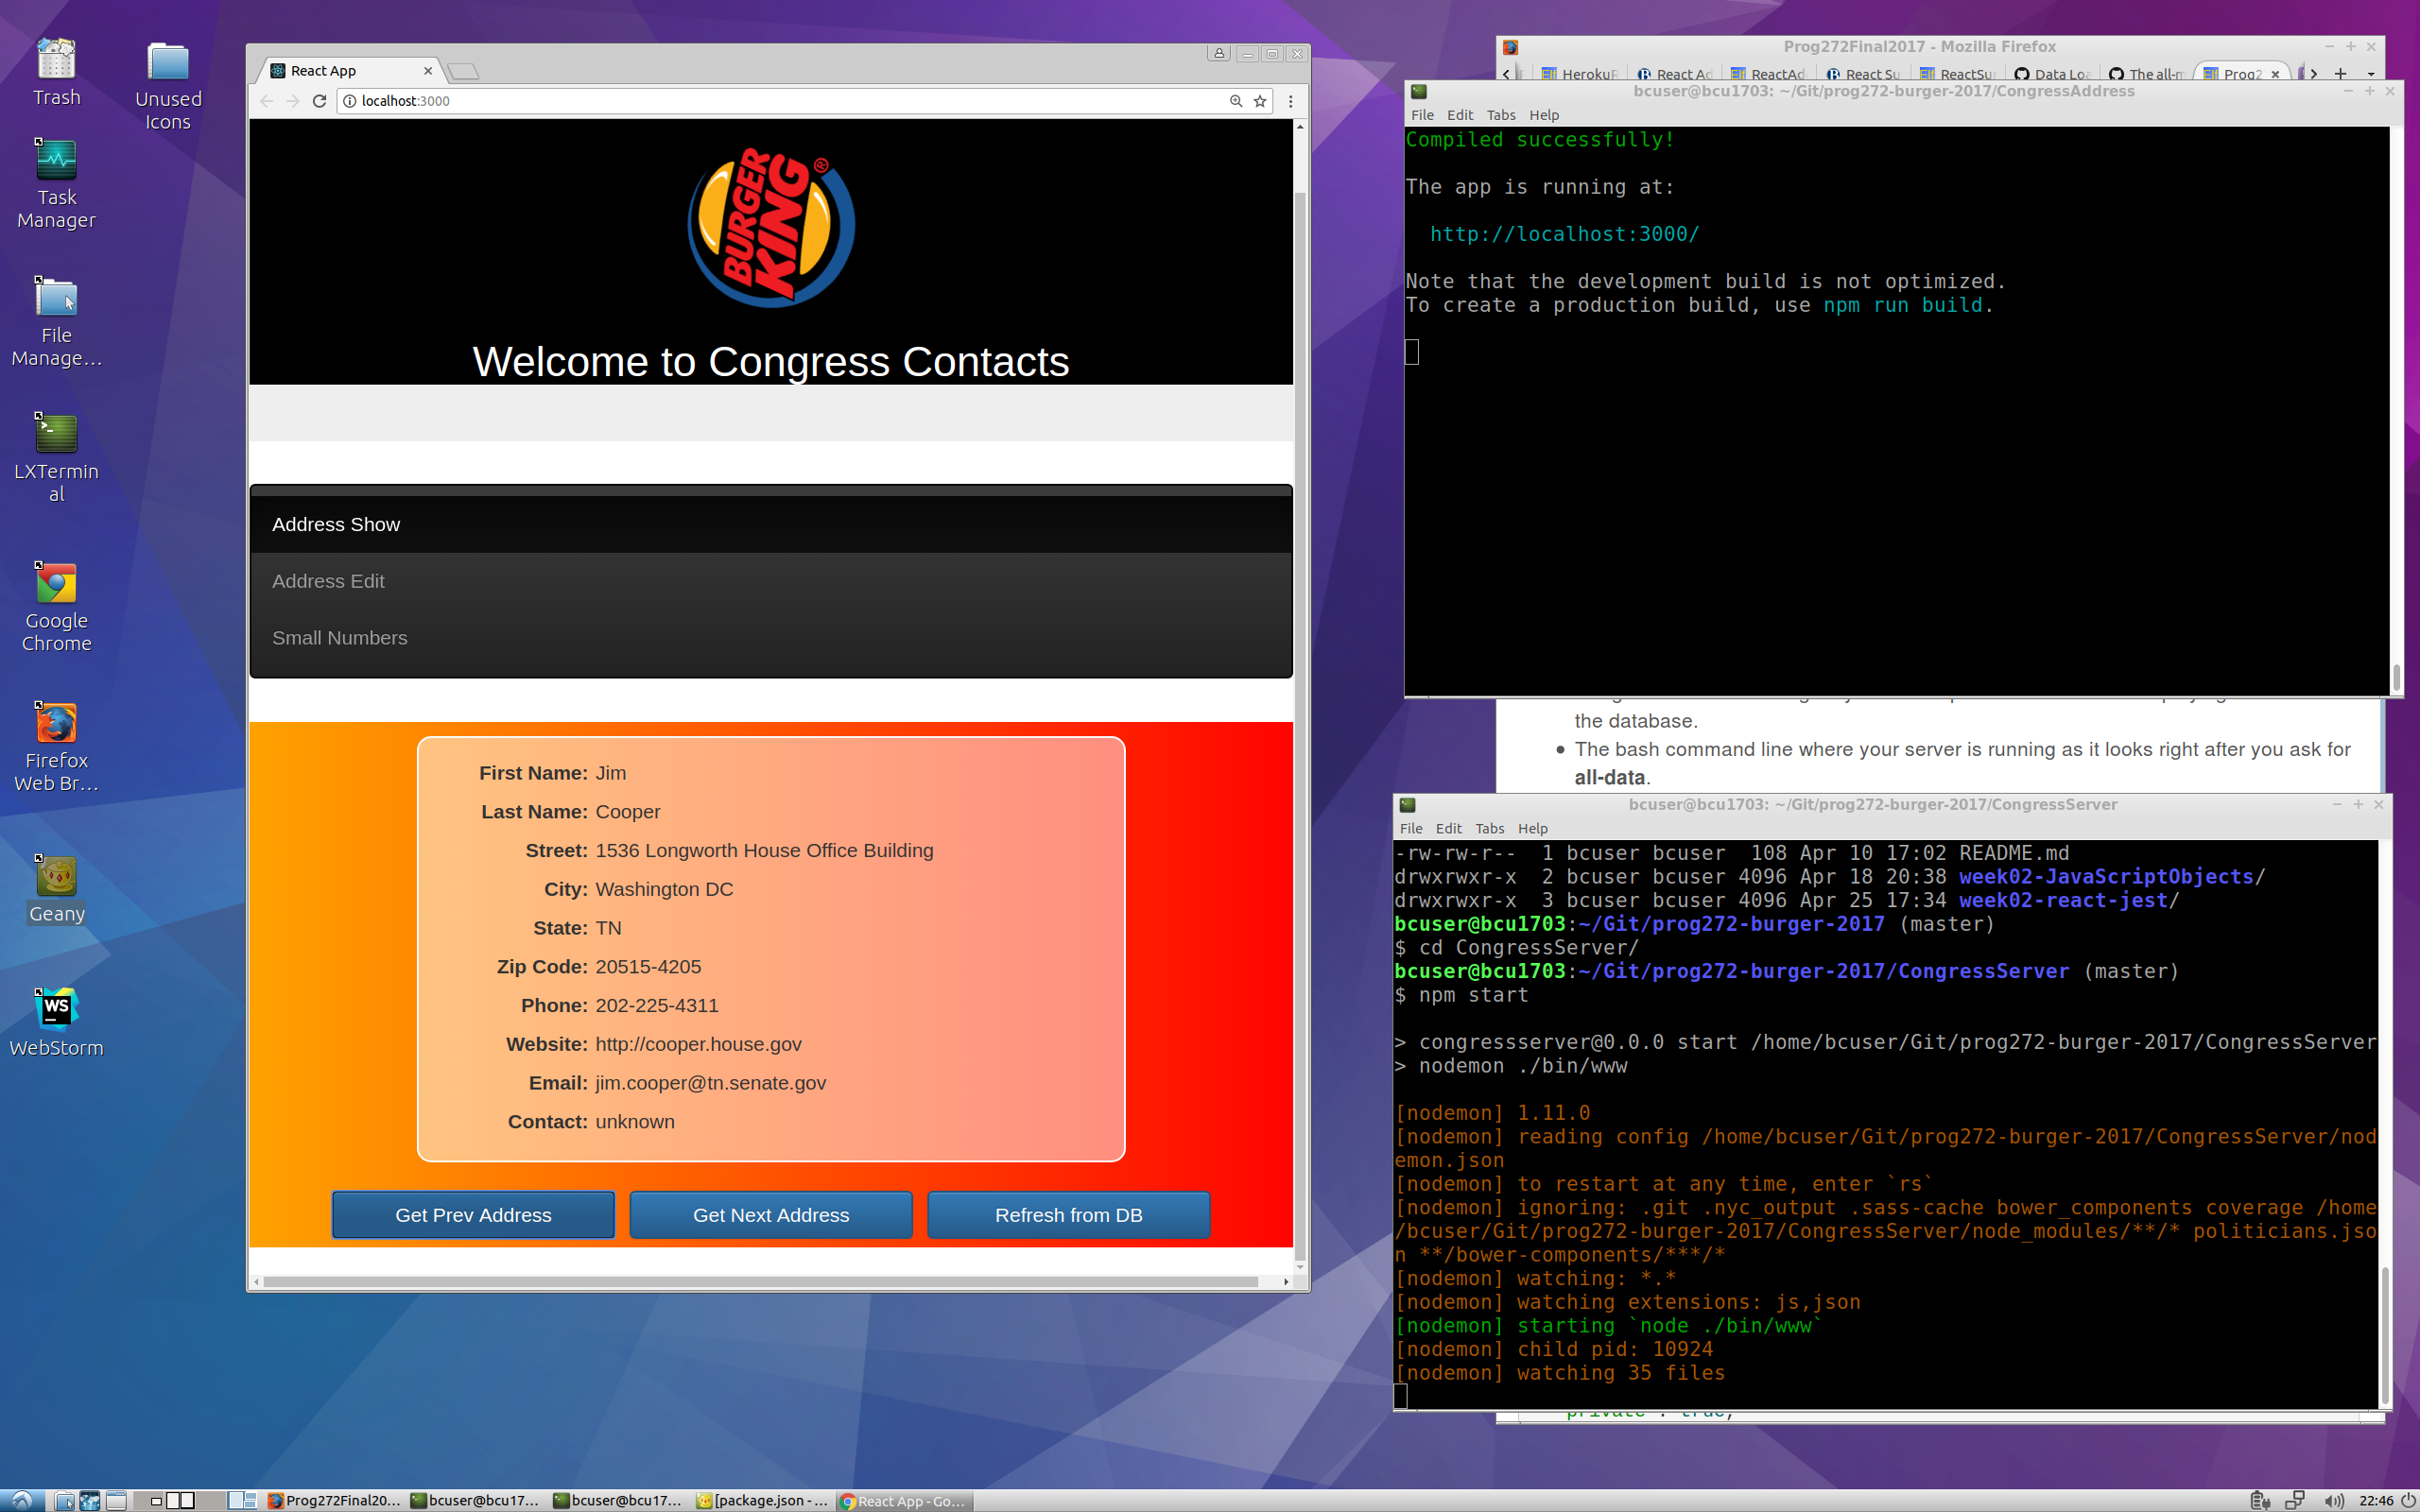 Trash
Unused
Icons
Task
Manager
File
Manage...
LXTermin
al
Google
Chrome
Firefox
Web Br...
Geany
WS
WebStorm
React App
localhost:3000
BURGER
KING
®
Welcome to Congress Contacts
Address Show
Address Edit
Small Numbers
First Name: Jim
Last Name: Cooper
Street: 1536 Longworth House Office Building
City: Washington DC
State: TN
Zip Code: 20515-4205
Phone: 202-225-4311
Website: http://cooper.house.gov
Email: jim.cooper@tn.senate.gov
Contact: unknown
Get Prev Address
Get Next Address
Refresh from DB
Prog272Final2017 - Mozilla Firefox
React Ad
ReactAd
React Su
ReactSu
Data Loa
The all-n
Prog2
bcuser@bcu1703: ~/Git/prog272-burger-2017/CongressAddress
File Edit Tabs Help
Compiled successfully!
The app is running at:
http://localhost:3000/
Note that the development build is not optimized.
To create a production build, use npm run build.
the database.
• The bash command line where your server is running as it looks right after you ask for
all-data.
bcuser@bcu1703: ~/Git/prog272-burger-2017/CongressServer
File Edit Tabs Help
-rw-rw-r--  1 bcuser bcuser  108 Apr 10 17:02 README.md
drwxrwxr-x  2 bcuser bcuser 4096 Apr 18 20:38 week02-JavaScriptObjects/
drwxrwxr-x  3 bcuser bcuser 4096 Apr 25 17:34 week02-react-jest/
bcuser@bcu1703:~/Git/prog272-burger-2017 (master)
$ cd CongressServer/
bcuser@bcu1703:~/Git/prog272-burger-2017/CongressServer (master)
$ npm start
> congressserver@0.0.0 start /home/bcuser/Git/prog272-burger-2017/CongressServer
> nodemon ./bin/www
[nodemon] 1.11.0
[nodemon] reading config /home/bcuser/Git/prog272-burger-2017/CongressServer/nod
emon.json
[nodemon] to restart at any time, enter `rs`
[nodemon] ignoring: .git .nyc_output .sass-cache bower_components coverage /home
/bcuser/Git/prog272-burger-2017/CongressServer/node_modules/**/* politicians.jso
n **/bower-components/***/*
[nodemon] watching: *.*
[nodemon] watching extensions: js,json
[nodemon] starting `node ./bin/www`
[nodemon] child pid: 10924
[nodemon] watching 35 files
Prog272Final20...
bcuser@bcu17...
bcuser@bcu17...
[package.json - ...
React App - Go...
22:46